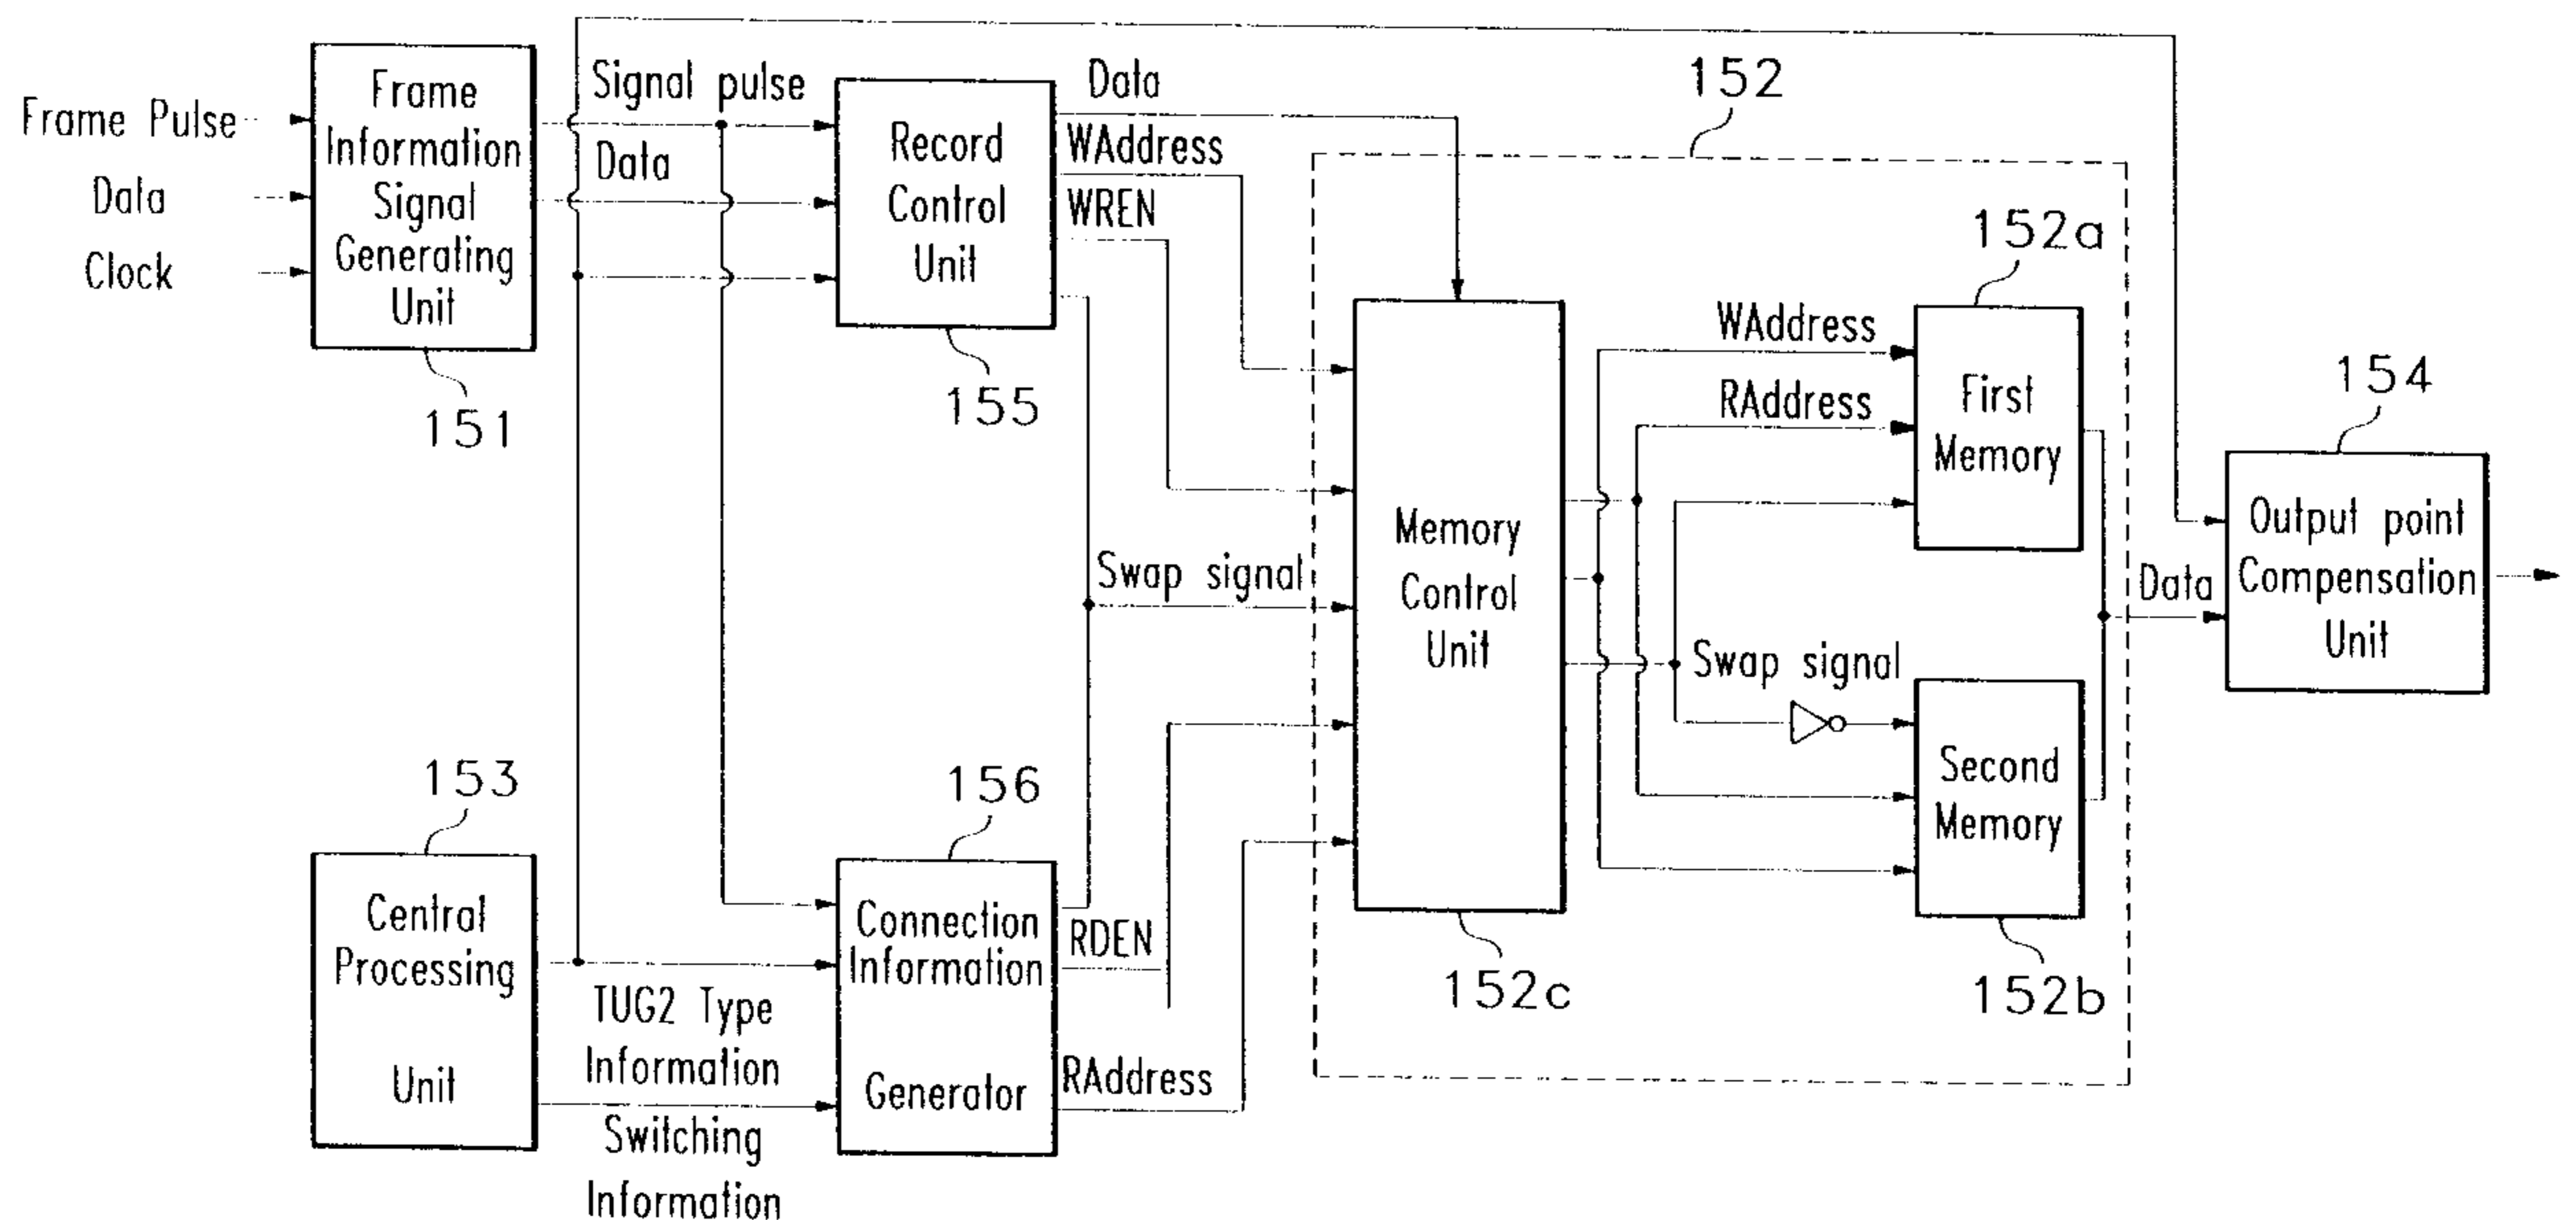 Frame Pulse
Data
Clock
Frame
Information
Signal
Generating
Unit
151
Signal pulse
Data
Record
Control
Unit
155
Data
WAddress
WREN
Swap signal
153
Central
Processing
Unit
TUG2 Type
Information
Switching
Information
156
Connection
Information
Generator
RDEN
RAddress
152
Memory
Control
Unit
152c
WAddress
RAddress
Swap signal
152a
First
Memory
Second
Memory
152b
Data
154
Output point
Compensation
Unit